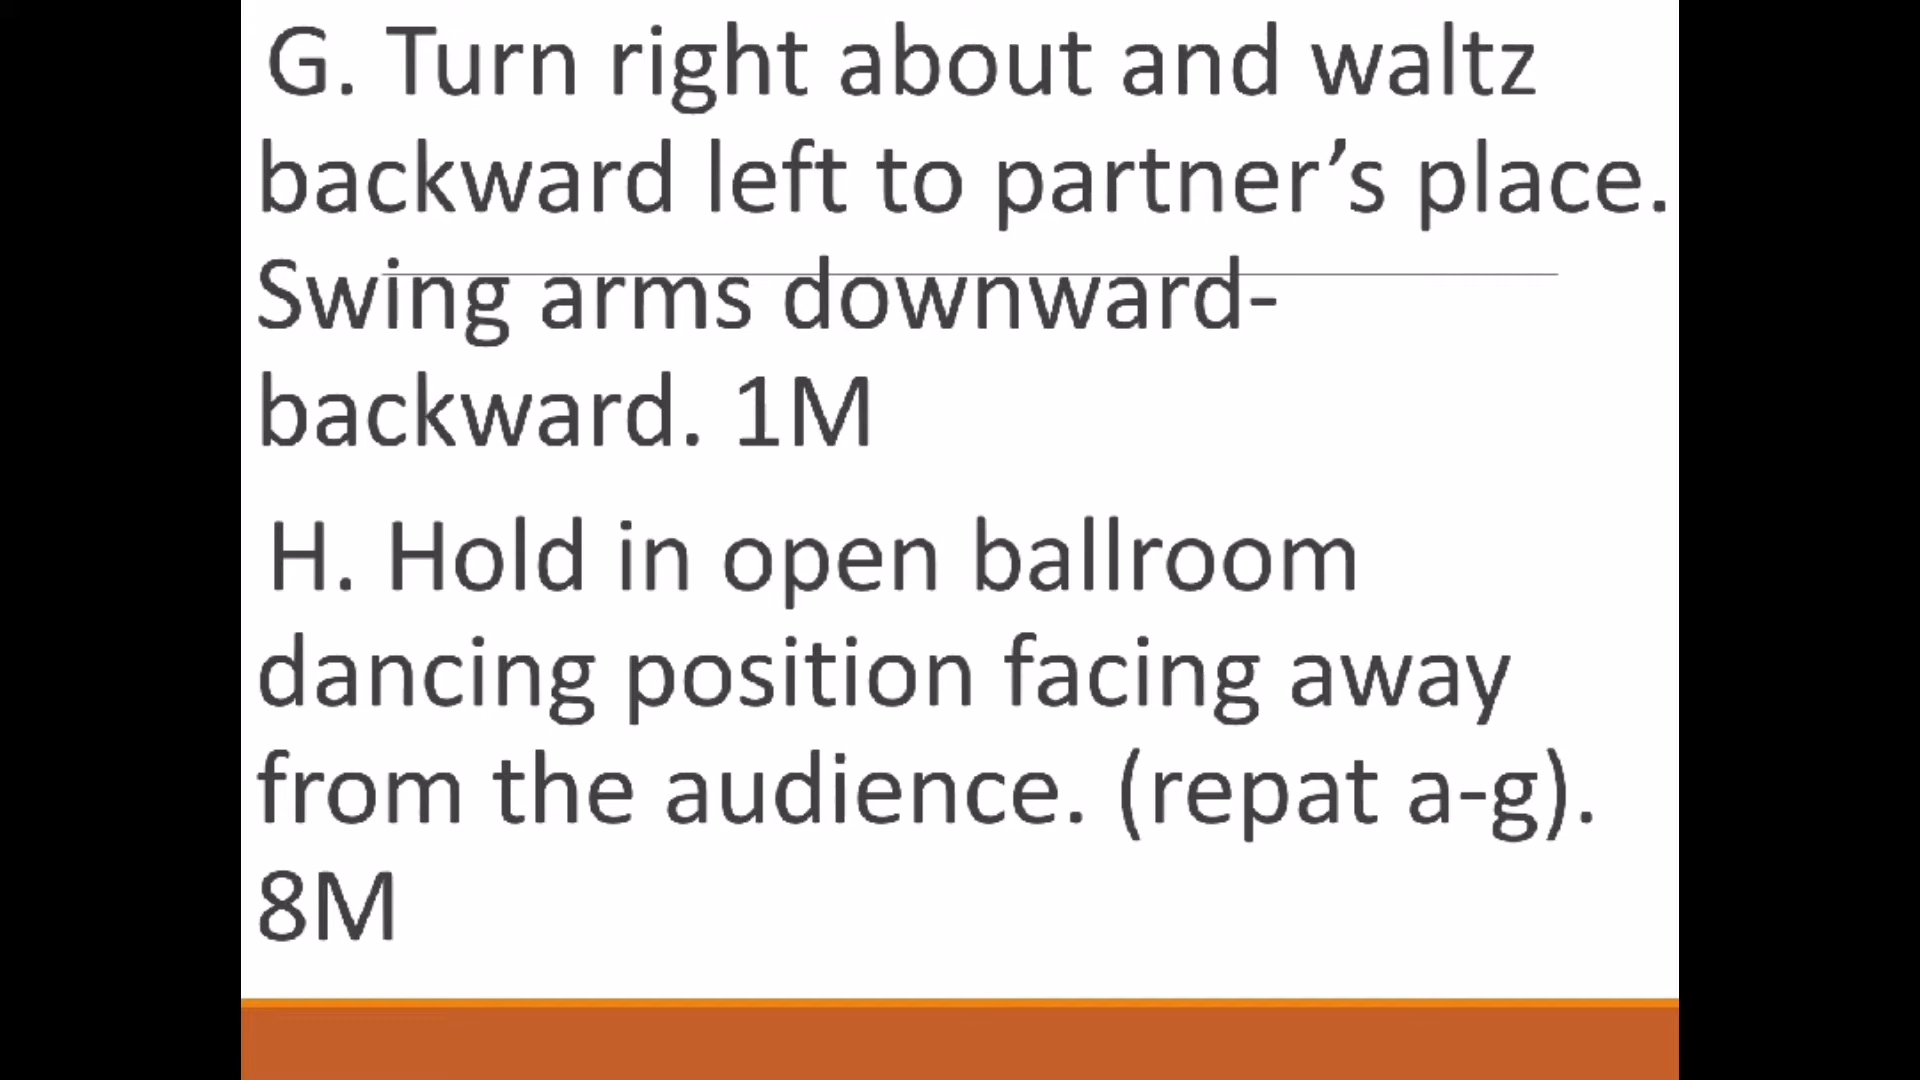 G. Turn right about and waltz
backward left to partner’s place.
Swing arms downward-
backward. 1M
H. Hold in open ballroom
dancing position facing away
from the audience. (repat a-g).
8M